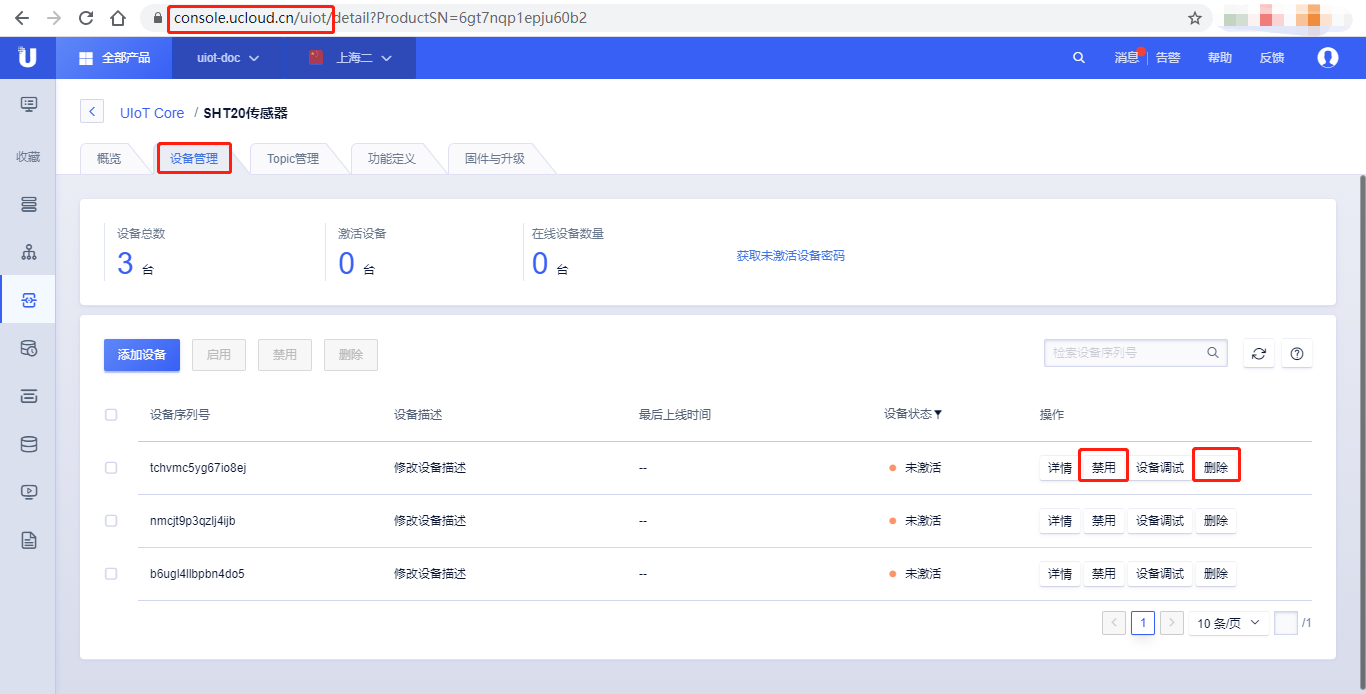 console.ucloud.cn/uiot/detail?ProductSN=6gt7nqp1epju60b2
U 全部产品 uiot-doc 上海二 消息 告警 帮助 反馈
收藏
UIoT Core / SHT20传感器
概览 设备管理 Topic管理 功能定义 固件与升级
设备总数 激活设备 在线设备数量
3 台 0 台 0 台 获取未激活设备密码
添加设备 启用 禁用 删除 检索设备序列号
设备序列号 设备描述 最后上线时间 设备状态 操作
tchvmc5yg67io8ej 修改设备描述 -- 未激活 详情 禁用 设备调试 删除
nmcjt9p3qzlj4ijb 修改设备描述 -- 未激活 详情 禁用 设备调试 删除
b6ugl4llbpbn4do5 修改设备描述 -- 未激活 详情 禁用 设备调试 删除
1 10 条/页 /1